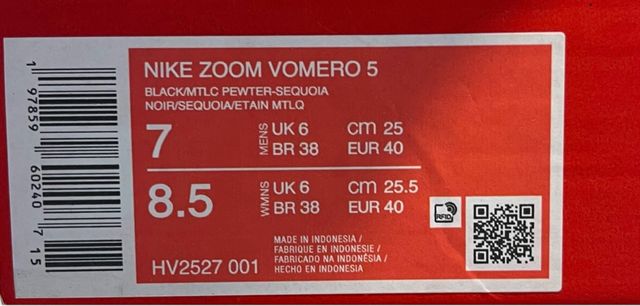 NIKE ZOOM VOMERO 5
BLACK/MTLC PEWTER-SEQUOIA
NOIR/SEQUOIA/ETAIN MTLQ
7 MENS UK 6 cm 25
BR 38 EUR 40
8.5 WMNS UK 6 cm 25.5
BR 38 EUR 40
RFID
MADE IN INDONESIA /
FABRIQUE EN INDONESIE /
FABRICADO NA INDONÉSIA /
HECHO EN INDONESIA
HV2527 001
1 97859 60240 7 15